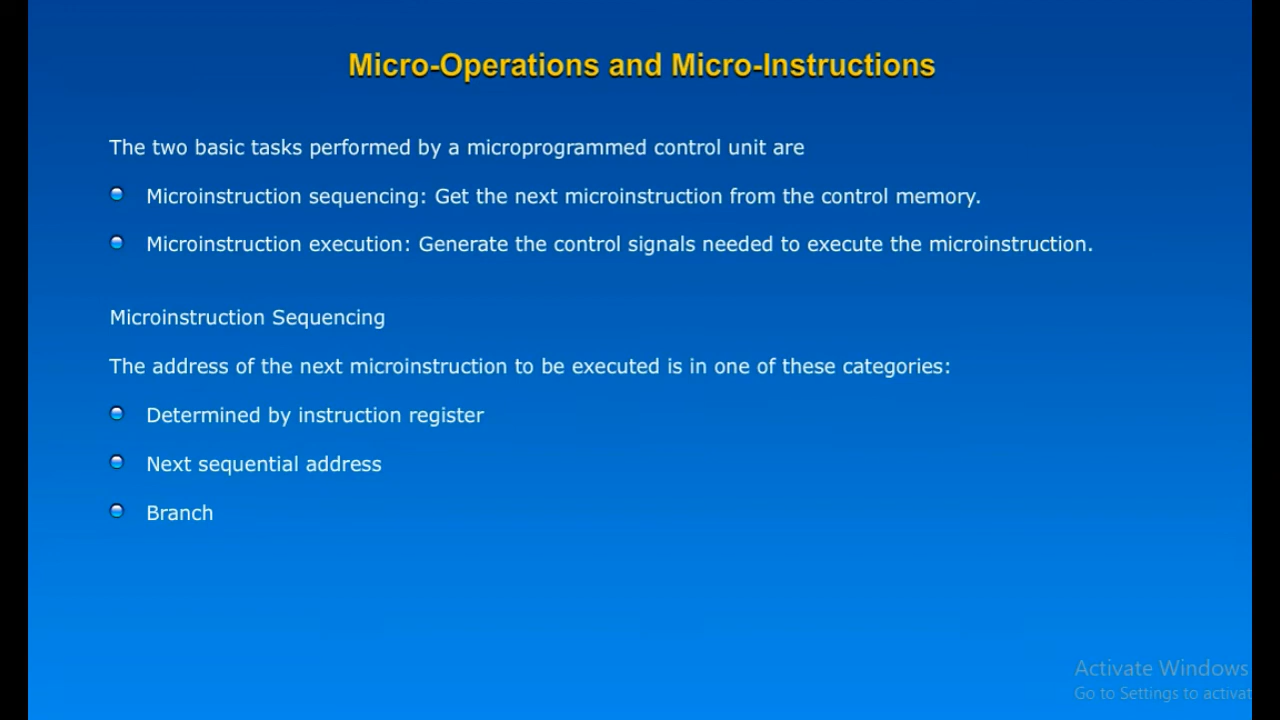 Micro-Operations and Micro-Instructions
The two basic tasks performed by a microprogrammed control unit are
Microinstruction sequencing: Get the next microinstruction from the control memory.
Microinstruction execution: Generate the control signals needed to execute the microinstruction.
Microinstruction Sequencing
The address of the next microinstruction to be executed is in one of these categories:
Determined by instruction register
Next sequential address
Branch
Activate Windows
Go to Settings to activat